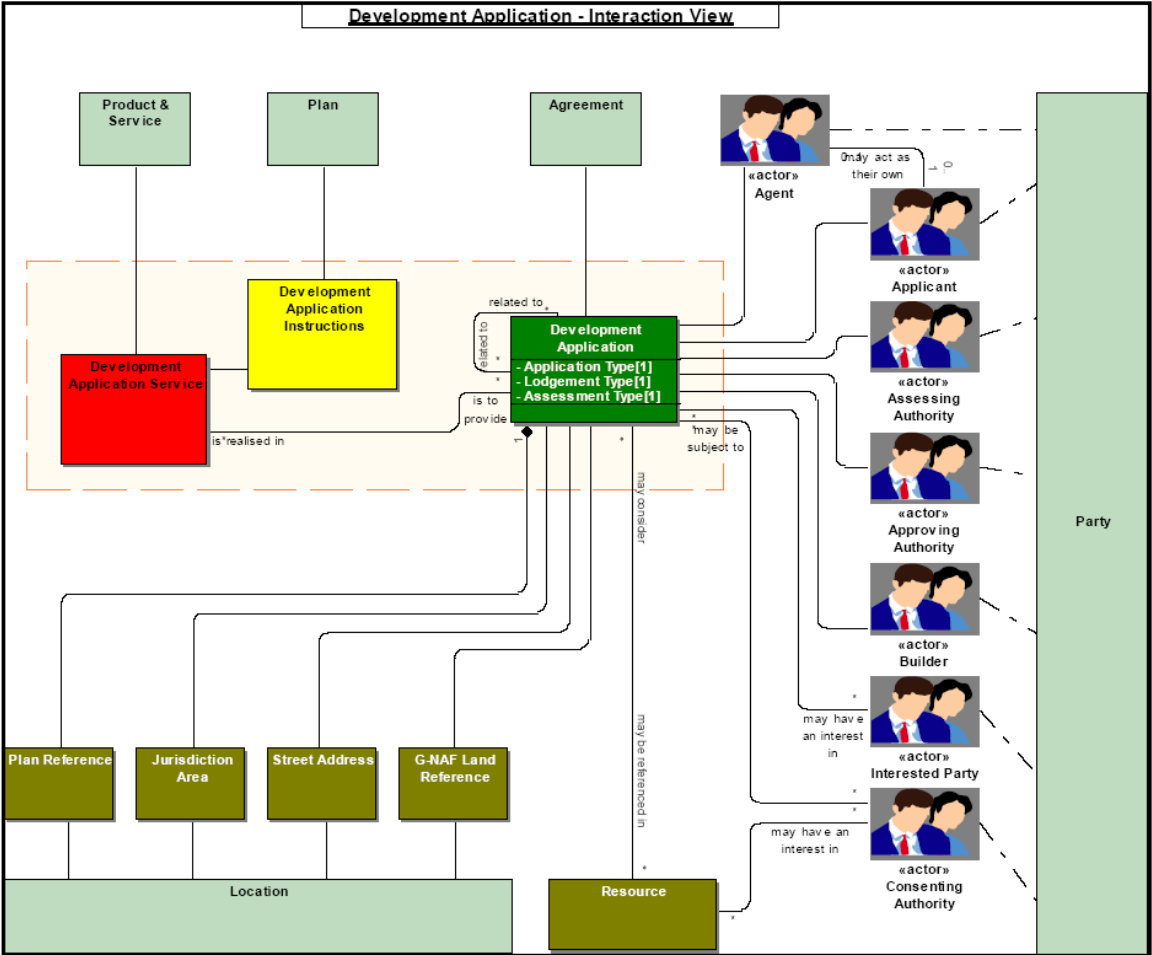 Development Application - Interaction View
Product &
Service
Plan
Agreement
may act as
their own
0..
1
«actor»
Agent
«actor»
Applicant
Development
Application
Instructions
related to
*
elated to
*
Development
Application
- Application Type[1]
- Lodgement Type[1]
- Assessment Type[1]
Development
Application Service
*
is to
provide
is*realised in
1
*
*
*may be
subject to
«actor»
Assessing
Authority
«actor»
Approving
Authority
Party
may consider
«actor»
Builder
*
may have
an interest
in
«actor»
Interested Party
may be referenced in
Plan Reference
Jurisdiction
Area
Street Address
G-NAF Land
Reference
*
*
may have an
interest in
«actor»
Consenting
Authority
*
Location
Resource
*